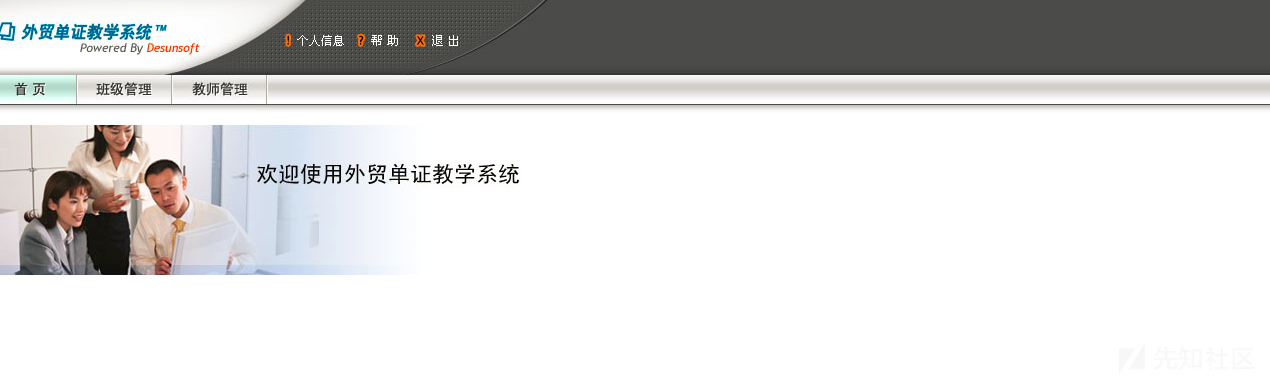 外贸单证教学系统™
Powered By Desunsoft
! 个人信息 ? 帮 助 X 退 出
首 页 班级管理 教师管理
欢迎使用外贸单证教学系统
先知社区